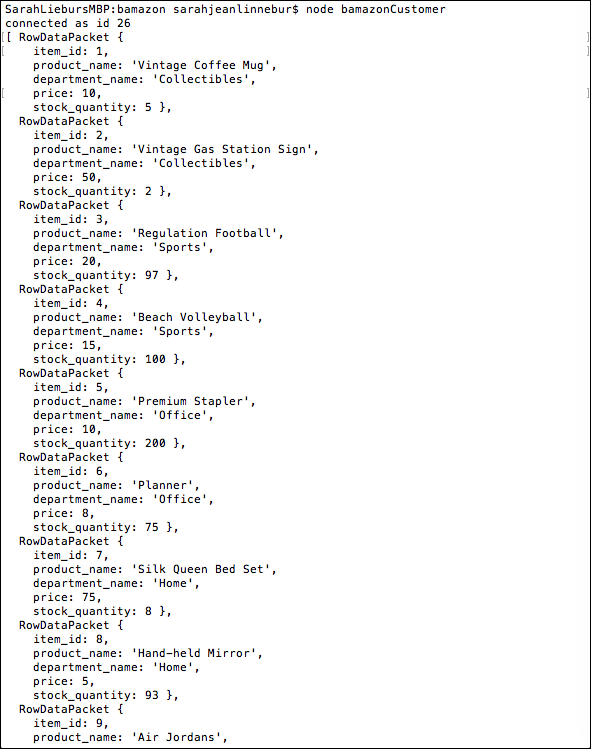 SarahLiebursMBP:bamazon sarahjeanlinnebur$ node bamazonCustomer
connected as id 26
[ RowDataPacket {
item_id: 1,
product_name: 'Vintage Coffee Mug',
department_name: 'Collectibles',
price: 10,
stock_quantity: 5 },
RowDataPacket {
item_id: 2,
product_name: 'Vintage Gas Station Sign',
department_name: 'Collectibles',
price: 50,
stock_quantity: 2 },
RowDataPacket {
item_id: 3,
product_name: 'Regulation Football',
department_name: 'Sports',
price: 20,
stock_quantity: 97 },
RowDataPacket {
item_id: 4,
product_name: 'Beach Volleyball',
department_name: 'Sports',
price: 15,
stock_quantity: 100 },
RowDataPacket {
item_id: 5,
product_name: 'Premium Stapler',
department_name: 'Office',
price: 10,
stock_quantity: 200 },
RowDataPacket {
item_id: 6,
product_name: 'Planner',
department_name: 'Office',
price: 8,
stock_quantity: 75 },
RowDataPacket {
item_id: 7,
product_name: 'Silk Queen Bed Set',
department_name: 'Home',
price: 75,
stock_quantity: 8 },
RowDataPacket {
item_id: 8,
product_name: 'Hand-held Mirror',
department_name: 'Home',
price: 5,
stock_quantity: 93 },
RowDataPacket {
item_id: 9,
product_name: 'Air Jordans',